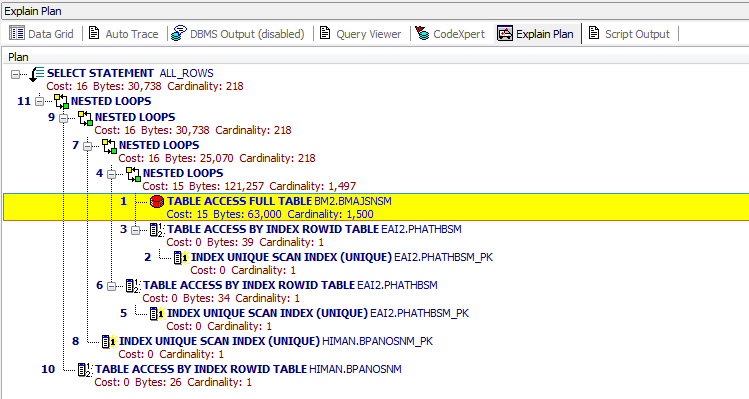 Explain Plan
Data Grid Auto Trace DBMS Output (disabled) Query Viewer CodeXpert Explain Plan Script Output
Plan
SELECT STATEMENT ALL_ROWS
Cost: 16 Bytes: 30,738 Cardinality: 218
11 NESTED LOOPS
9 NESTED LOOPS
Cost: 16 Bytes: 30,738 Cardinality: 218
7 NESTED LOOPS
Cost: 16 Bytes: 25,070 Cardinality: 218
4 NESTED LOOPS
Cost: 15 Bytes: 121,257 Cardinality: 1,497
1 TABLE ACCESS FULL TABLE BM2.BMAJSNSM
Cost: 15 Bytes: 63,000 Cardinality: 1,500
3 TABLE ACCESS BY INDEX ROWID TABLE EAI2.PHATHBSM
Cost: 0 Bytes: 39 Cardinality: 1
2 INDEX UNIQUE SCAN INDEX (UNIQUE) EAI2.PHATHBSM_PK
Cost: 0 Cardinality: 1
6 TABLE ACCESS BY INDEX ROWID TABLE EAI2.PHATHBSM
Cost: 0 Bytes: 34 Cardinality: 1
5 INDEX UNIQUE SCAN INDEX (UNIQUE) EAI2.PHATHBSM_PK
Cost: 0 Cardinality: 1
8 INDEX UNIQUE SCAN INDEX (UNIQUE) HIMAN.BPANOSNM_PK
Cost: 0 Cardinality: 1
10 TABLE ACCESS BY INDEX ROWID TABLE HIMAN.BPANOSNM
Cost: 0 Bytes: 26 Cardinality: 1